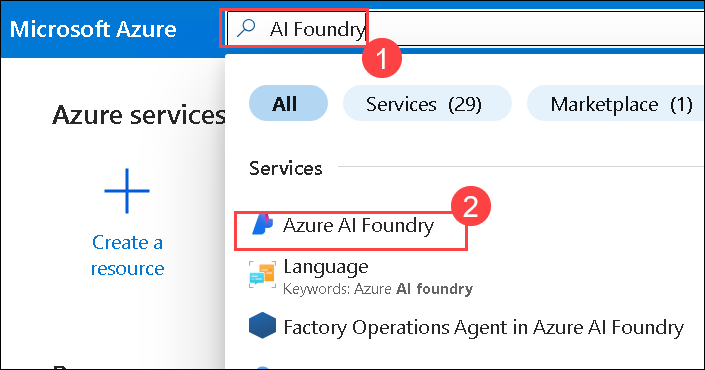 Microsoft Azure
AI Foundry
1
All
Services (29)
Marketplace (1)
Azure services
Services
2
Azure AI Foundry
Create a
resource
Language
Keywords: Azure AI foundry
Factory Operations Agent in Azure AI Foundry